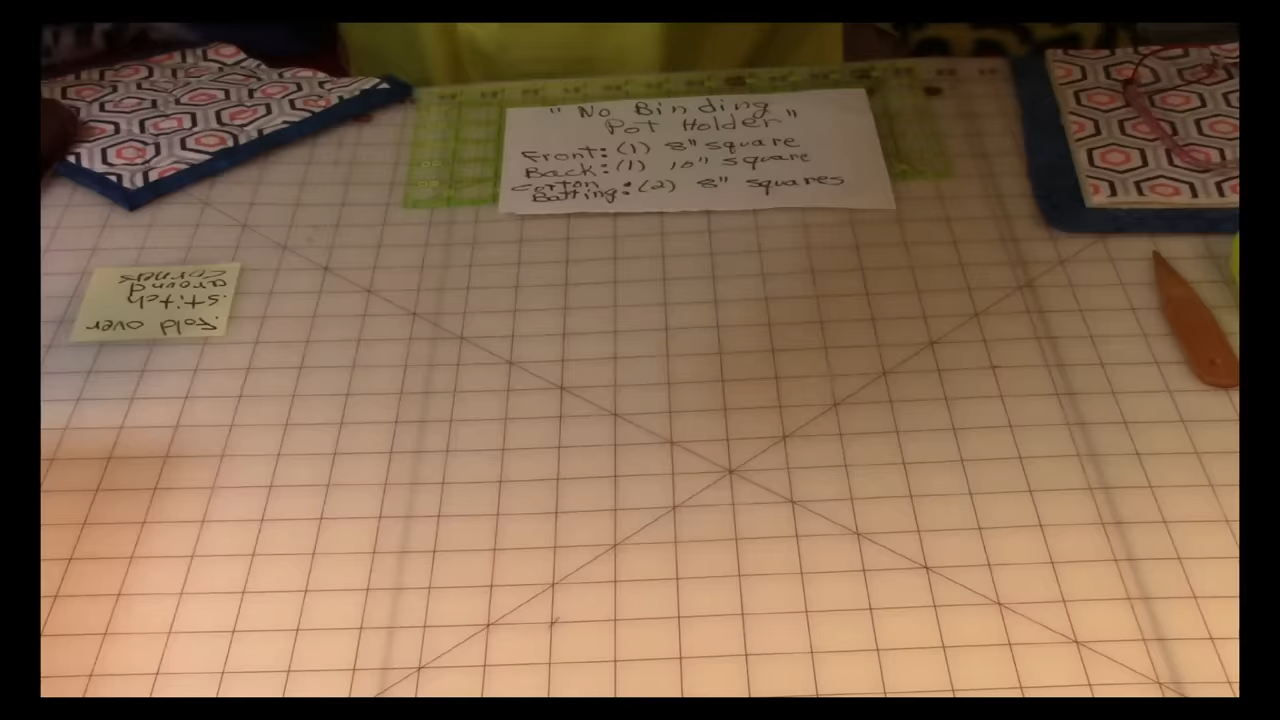 "No Binding
Pot Holder"
Front: (1) 8" square
Back: (1) 10" square
Cotton
Batting: (2) 8" squares
.fold over
.stitch
around
corners